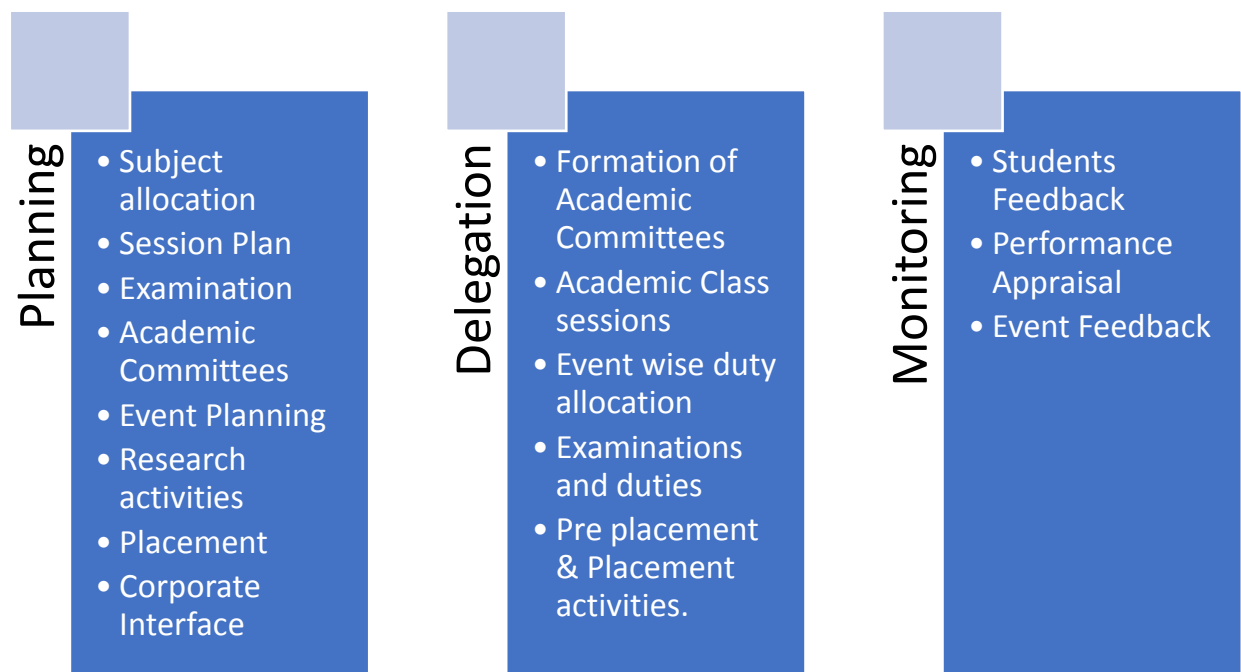 Planning
• Subject
allocation
• Session Plan
• Examination
• Academic
Committees
• Event Planning
• Research
activities
• Placement
• Corporate
Interface
Delegation
• Formation of
Academic
Committees
• Academic Class
sessions
• Event wise duty
allocation
• Examinations
and duties
• Pre placement
& Placement
activities.
Monitoring
• Students
Feedback
• Performance
Appraisal
• Event Feedback